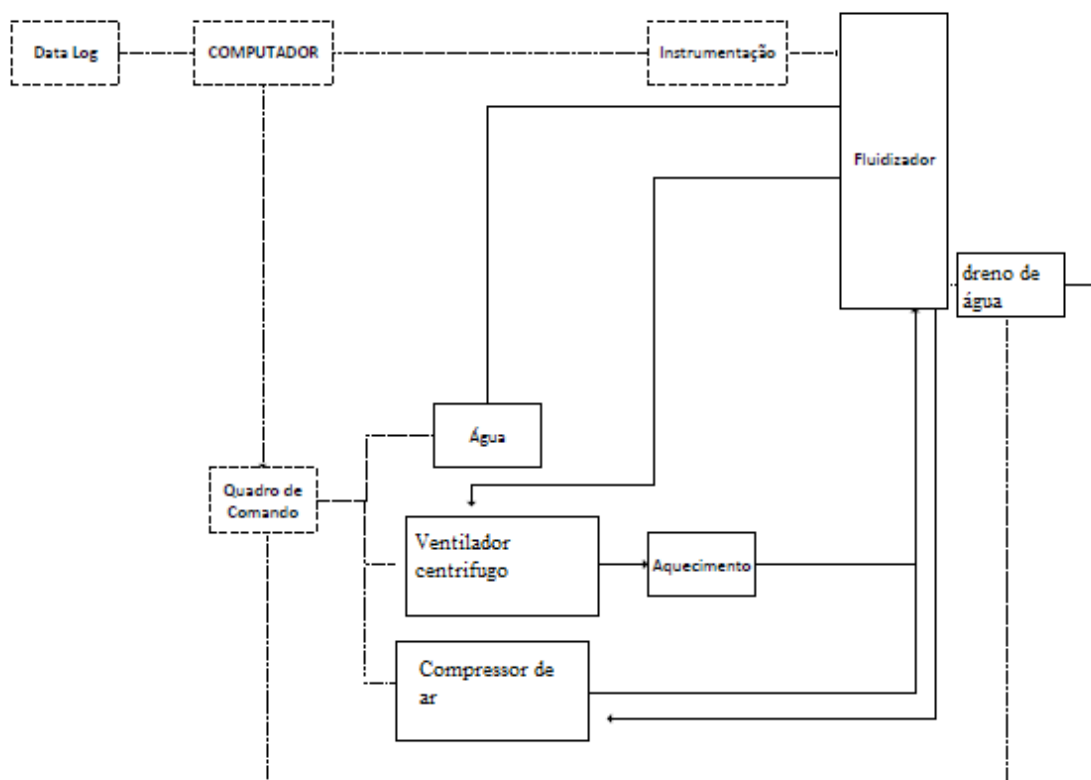 Data Log
COMPUTADOR
Instrumentação
Fluidizador
dreno de
água
Água
Quadro de
Comando
Ventilador
centrifugo
Aquecimento
Compressor de
ar